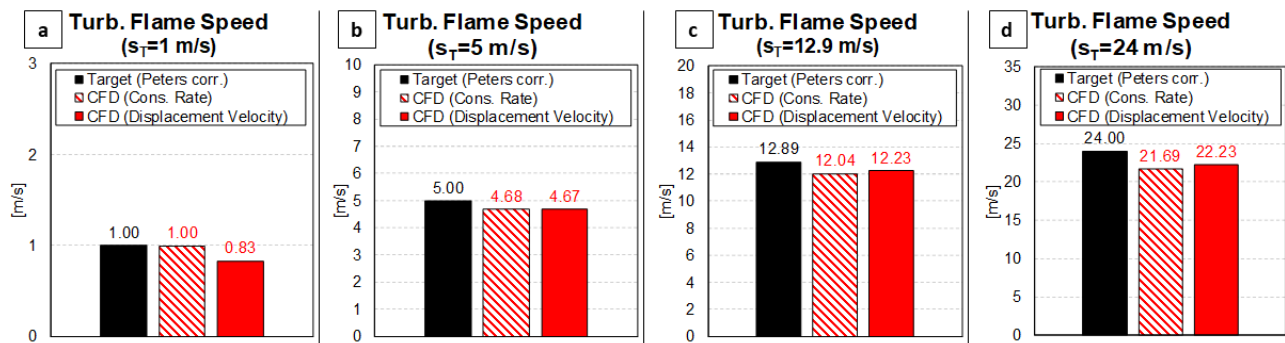 a
Turb. Flame Speed
(sT=1 m/s)
3
2
1
0
[m/s]
Target (Peters corr.)
CFD (Cons. Rate)
CFD (Displacement Velocity)
1.00
1.00
0.83
b
Turb. Flame Speed
(sT=5 m/s)
10
9
8
7
6
5
4
3
2
1
0
[m/s]
Target (Peters corr.)
CFD (Cons. Rate)
CFD (Displacement Velocity)
5.00
4.68
4.67
c
Turb. Flame Speed
(sT=12.9 m/s)
20
18
16
14
12
10
8
6
4
2
0
[m/s]
Target (Peters corr.)
CFD (Cons. Rate)
CFD (Displacement Velocity)
12.89
12.04
12.23
d
Turb. Flame Speed
(sT=24 m/s)
35
30
25
20
15
10
5
0
[m/s]
Target (Peters corr.)
CFD (Cons. Rate)
CFD (Displacement Velocity)
24.00
21.69
22.23